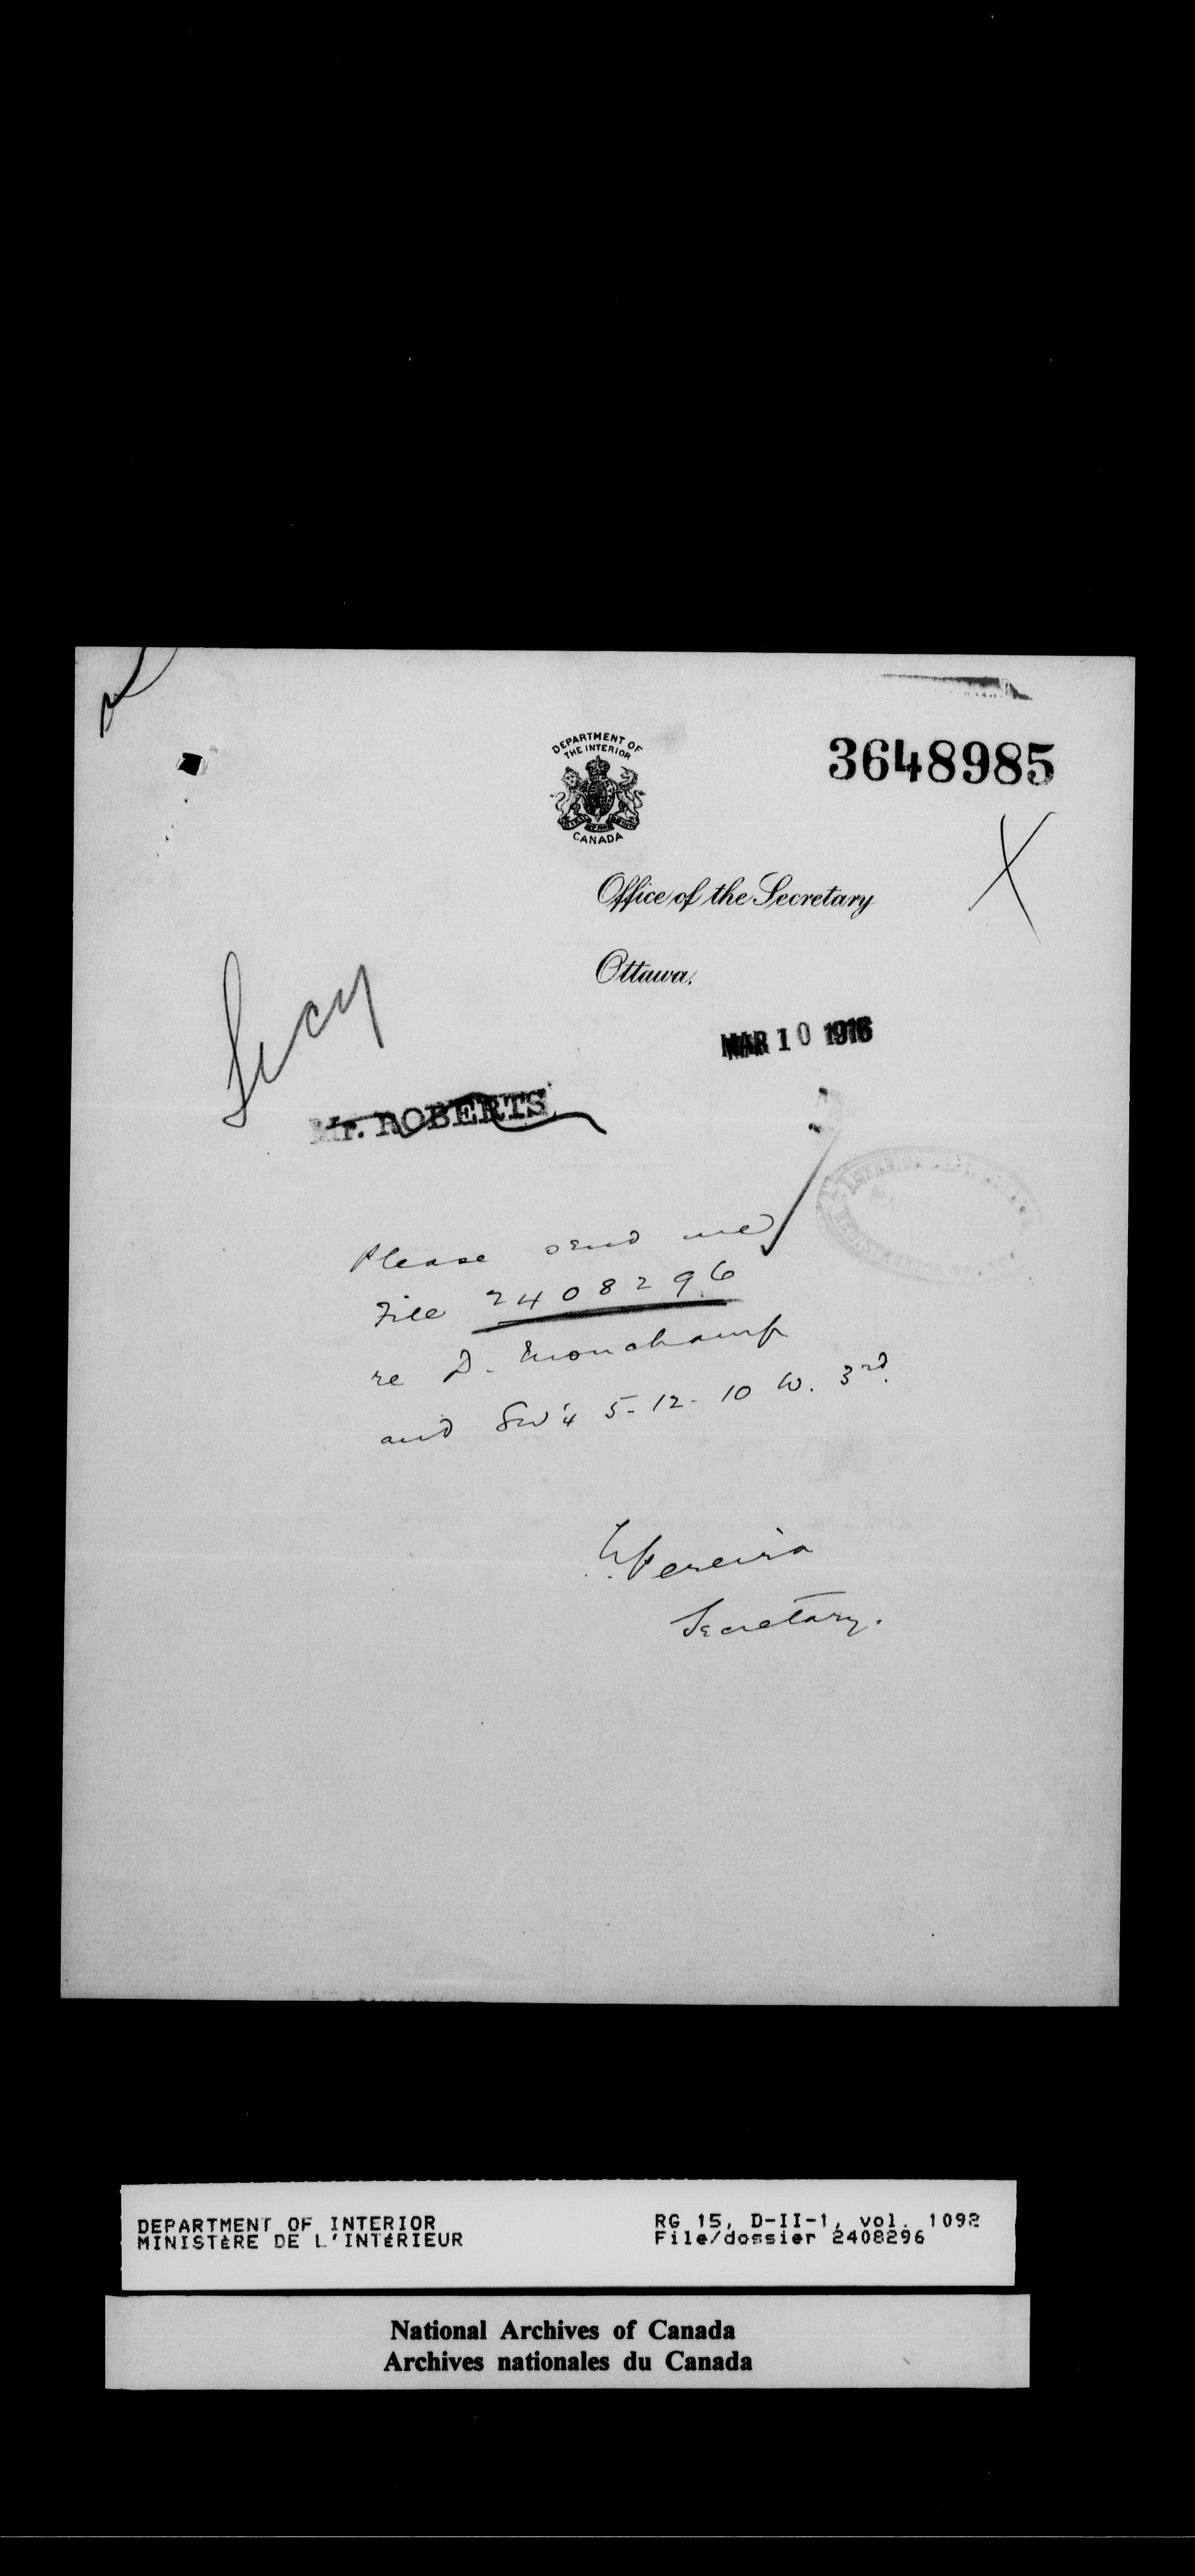 DEPARTMENT OF
THE INTERIOR
CANADA
3648985
X
Office of the Secretary
Ottawa,
MAR 10 1916
Secy
Mr. ROBERTS
Please send me
File 2408296
re D. Monchamp
and SW¼ 5-12-10 W. 3rd.
Pereira
Secretary.
DEPARTMENT OF INTERIOR
MINISTÈRE DE L'INTÉRIEUR
RG 15, D-II-1, vol. 1092
File/dossier 2408296
National Archives of Canada
Archives nationales du Canada